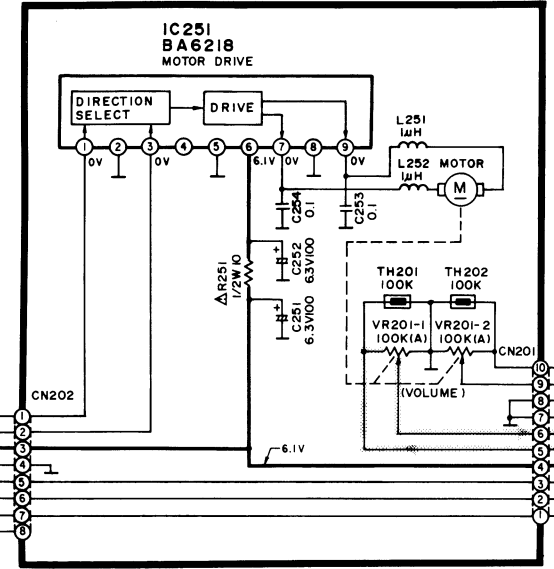 IC251
BA6218
MOTOR DRIVE
DIRECTION
SELECT
DRIVE
1 2 3 4 5 6 7 8 9
0V 0V 6.1V 0V 0V
L251
1μH
L252
1μH
MOTOR
M
C254
0.1
C253
0.1
C252
6.3V100
R251
1/2W10
C251
6.3V100
TH201
100K
TH202
100K
VR201-1
100K(A)
VR201-2
100K(A)
CN201
(VOLUME)
CN202
6.1V
1
2
3
4
5
6
7
8
10
9
8
7
6
5
4
3
2
1